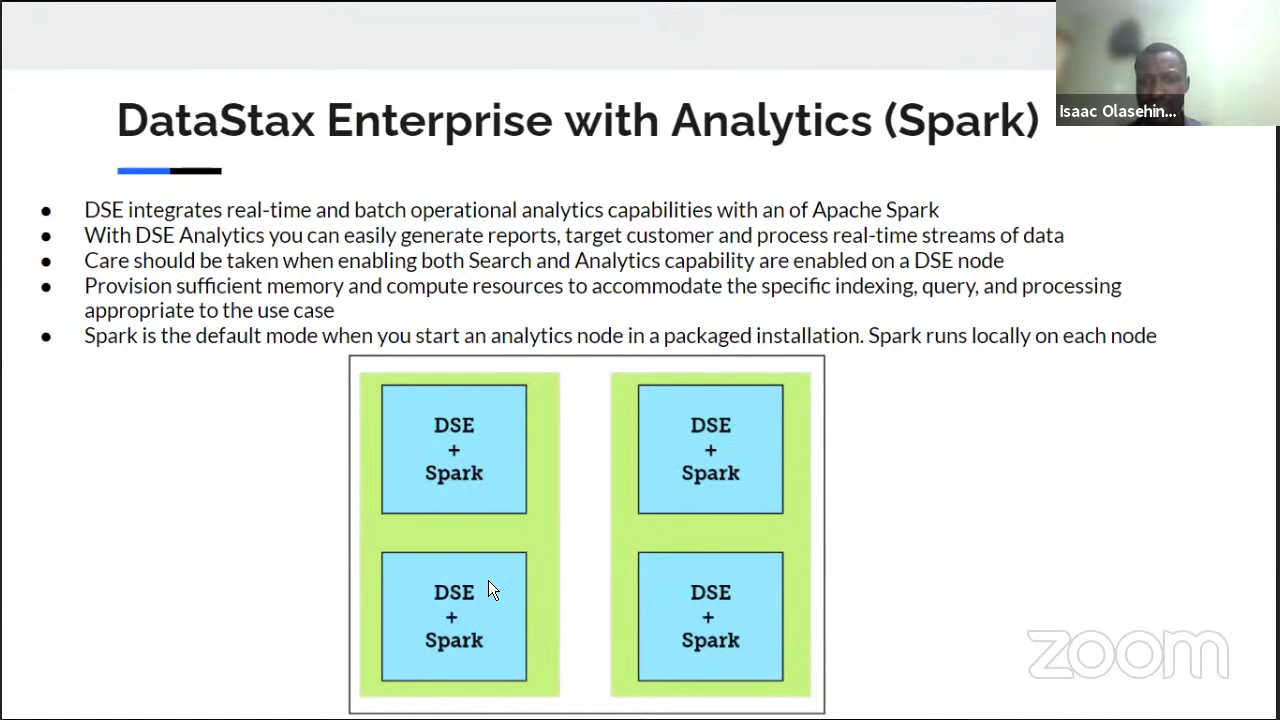 DataStax Enterprise with Analytics (Spark)
Isaac Olasehin...
● DSE integrates real-time and batch operational analytics capabilities with an of Apache Spark
● With DSE Analytics you can easily generate reports, target customer and process real-time streams of data
● Care should be taken when enabling both Search and Analytics capability are enabled on a DSE node
● Provision sufficient memory and compute resources to accommodate the specific indexing, query, and processing
appropriate to the use case
● Spark is the default mode when you start an analytics node in a packaged installation. Spark runs locally on each node
DSE
+
Spark
DSE
+
Spark
DSE
+
Spark
DSE
+
Spark
zoom